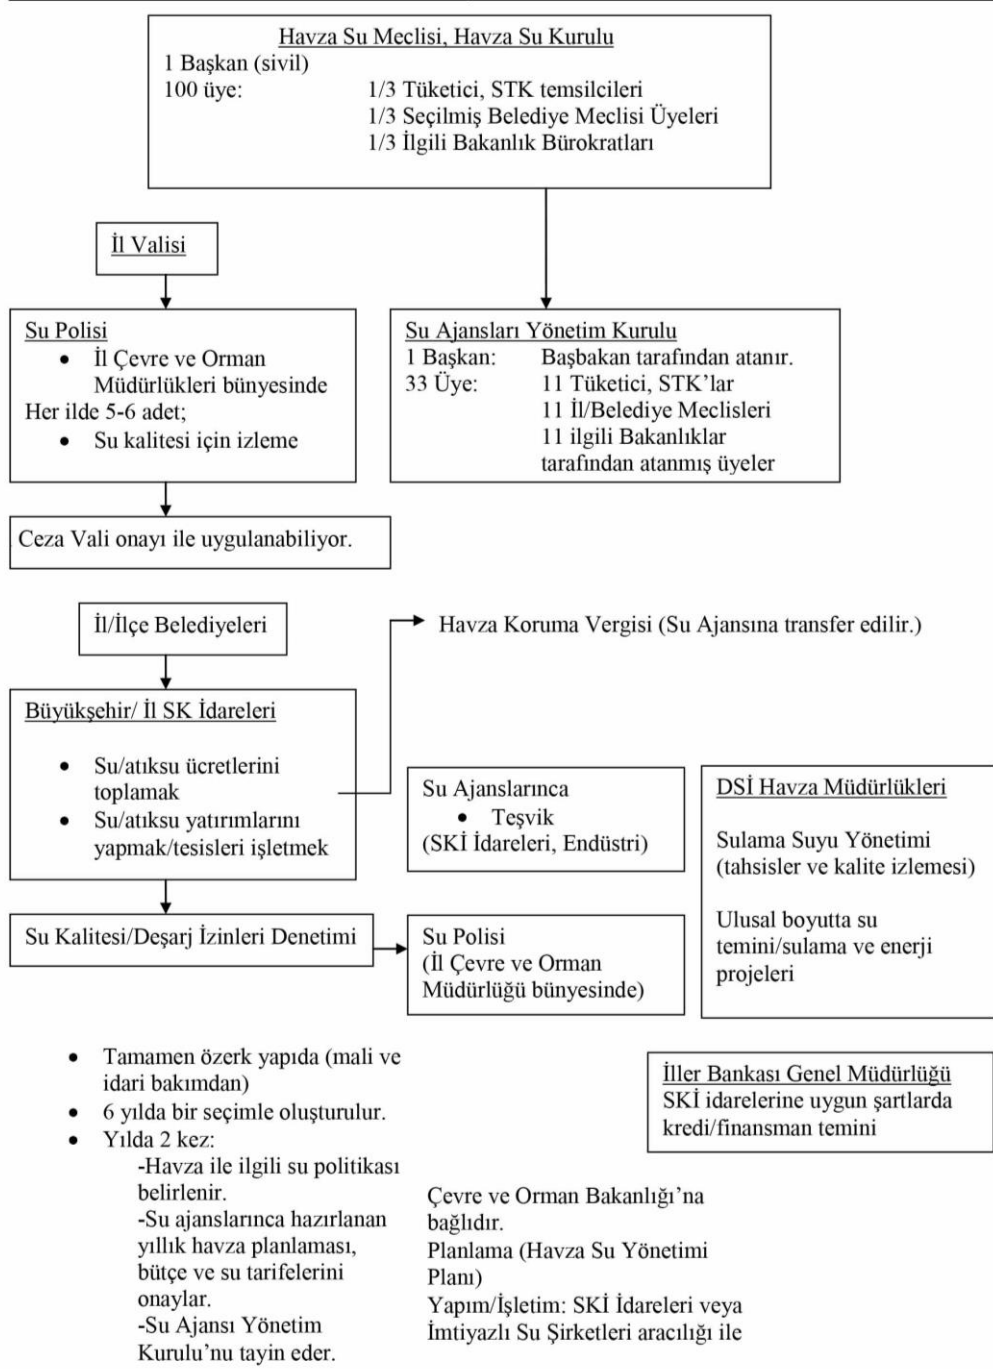 Havza Su Meclisi, Havza Su Kurulu
1 Başkan (sivil)
100 üye: 1/3 Tüketici, STK temsilcileri
1/3 Seçilmiş Belediye Meclisi Üyeleri
1/3 İlgili Bakanlık Bürokratları
İl Valisi
Su Polisi
• İl Çevre ve Orman
Müdürlükleri bünyesinde
Her ilde 5-6 adet;
• Su kalitesi için izleme
Su Ajansları Yönetim Kurulu
1 Başkan: Başbakan tarafından atanır.
33 Üye: 11 Tüketici, STK’lar
11 İl/Belediye Meclisleri
11 ilgili Bakanlıklar
tarafından atanmış üyeler
Ceza Vali onayı ile uygulanabiliyor.
İl/İlçe Belediyeleri
Havza Koruma Vergisi (Su Ajansına transfer edilir.)
Büyükşehir/ İl SK İdareleri
• Su/atıksu ücretlerini
toplamak
• Su/atıksu yatırımlarını
yapmak/tesisleri işletmek
Su Ajanslarınca
• Teşvik
(SKİ İdareleri, Endüstri)
DSİ Havza Müdürlükleri
Sulama Suyu Yönetimi
(tahsisler ve kalite izlemesi)
Ulusal boyutta su
temini/sulama ve enerji
projeleri
Su Kalitesi/Deşarj İzinleri Denetimi
Su Polisi
(İl Çevre ve Orman
Müdürlüğü bünyesinde)
• Tamamen özerk yapıda (mali ve
idari bakımdan)
• 6 yılda bir seçimle oluşturulur.
• Yılda 2 kez:
-Havza ile ilgili su politikası
belirlenir.
-Su ajanslarınca hazırlanan
yıllık havza planlaması,
bütçe ve su tarifelerini
onaylar.
-Su Ajansı Yönetim
Kurulu’nu tayin eder.
İller Bankası Genel Müdürlüğü
SKİ idarelerine uygun şartlarda
kredi/finansman temini
Çevre ve Orman Bakanlığı’na
bağlıdır.
Planlama (Havza Su Yönetimi
Planı)
Yapım/İşletim: SKİ İdareleri veya
İmtiyazlı Su Şirketleri aracılığı ile